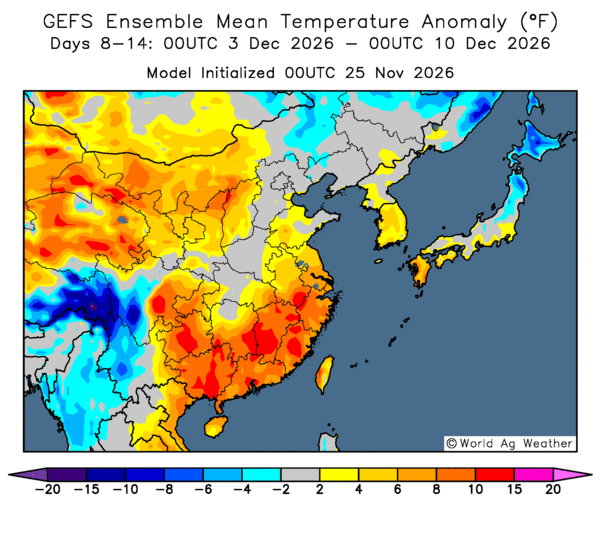 GEFS Ensemble Mean Temperature Anomaly (°F)
Days 8−14: 00UTC 3 Dec 2026 − 00UTC 10 Dec 2026
Model Initialized 00UTC 25 Nov 2026
©World Ag Weather
−20 −15 −10 −8 −6 −4 −2 2 4 6 8 10 15 20